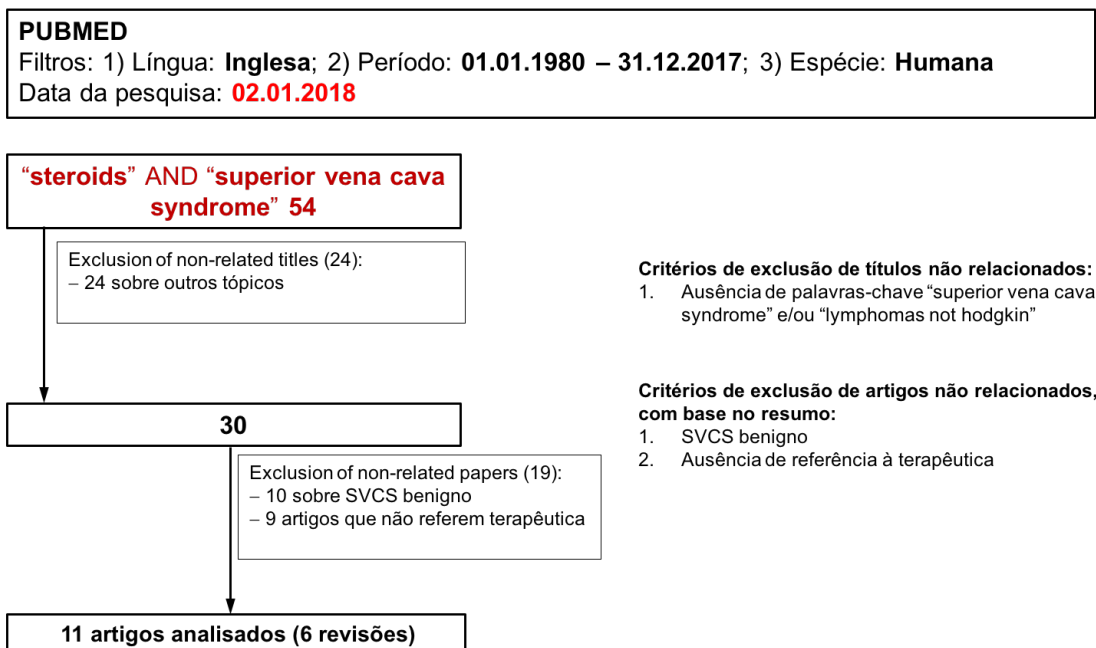 PUBMED
Filtros: 1) Língua: Inglesa; 2) Período: 01.01.1980 – 31.12.2017; 3) Espécie: Humana
Data da pesquisa: 02.01.2018
“steroids” AND “superior vena cava
syndrome” 54
Exclusion of non-related titles (24):
– 24 sobre outros tópicos
Critérios de exclusão de títulos não relacionados:
1. Ausência de palavras-chave “superior vena cava
syndrome” e/ou “lymphomas not hodgkin”
30
Critérios de exclusão de artigos não relacionados,
com base no resumo:
1. SVCS benigno
2. Ausência de referência à terapêutica
Exclusion of non-related papers (19):
– 10 sobre SVCS benigno
– 9 artigos que não referem terapêutica
11 artigos analisados (6 revisões)